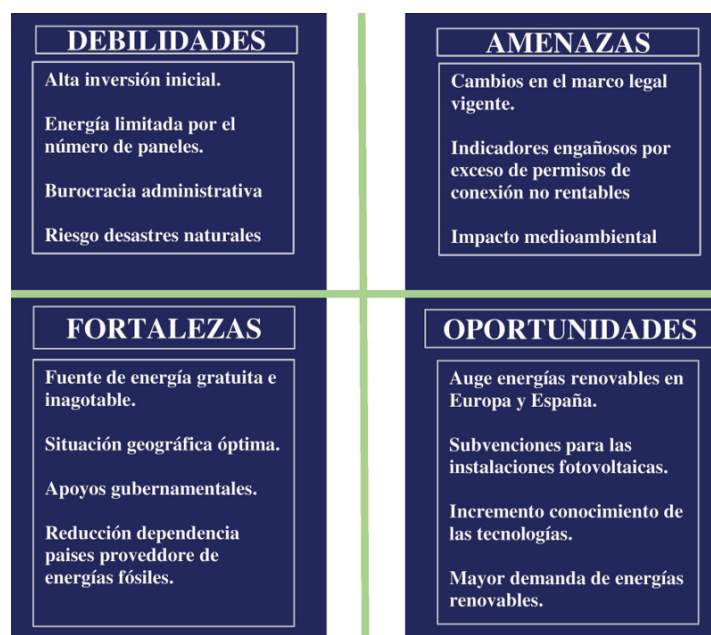 DEBILIDADES
Alta inversión inicial.
Energía limitada por el
número de paneles.
Burocracia administrativa
Riesgo desastres naturales
AMENAZAS
Cambios en el marco legal
vigente.
Indicadores engañosos por
exceso de permisos de
conexión no rentables
Impacto medioambiental
FORTALEZAS
Fuente de energía gratuita e
inagotable.
Situación geográfica óptima.
Apoyos gubernamentales.
Reducción dependencia
paises proveddore de
energías fósiles.
OPORTUNIDADES
Auge energías renovables en
Europa y España.
Subvenciones para las
instalaciones fotovoltaicas.
Incremento conocimiento de
las tecnologías.
Mayor demanda de energías
renovables.